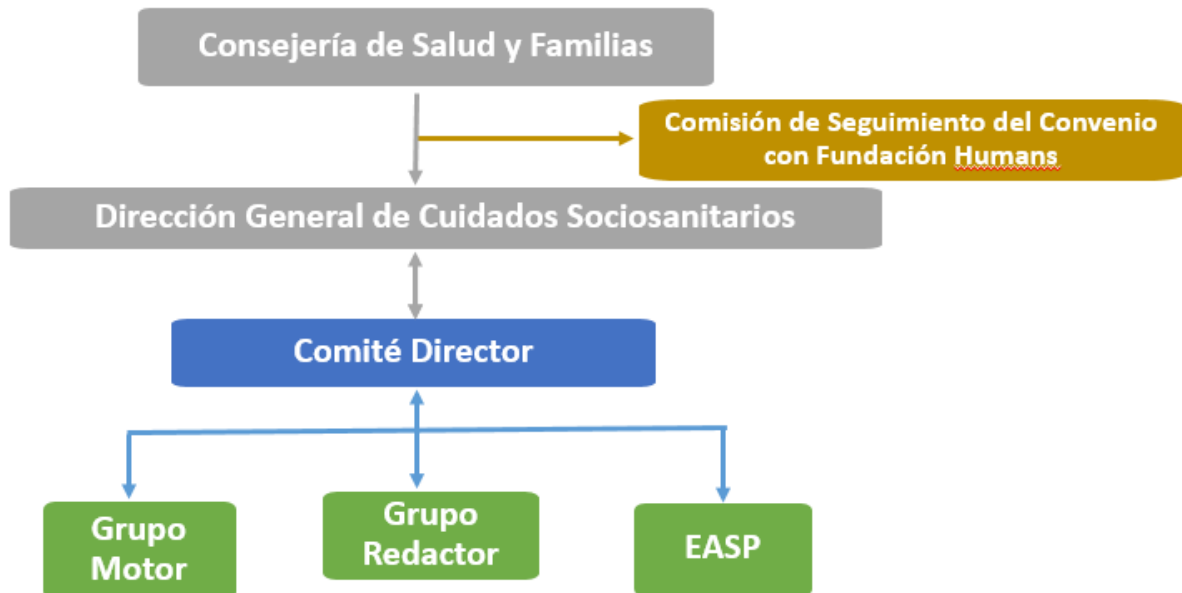 Consejería de Salud y Familias
Comisión de Seguimiento del Convenio
con Fundación Humans
Dirección General de Cuidados Sociosanitarios
Comité Director
Grupo
Motor
Grupo
Redactor
EASP